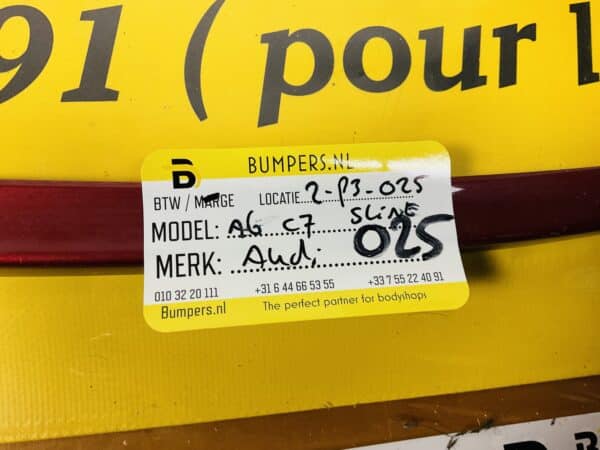 91 ( pour l
BUMPERS.NL
BTW / MARGE LOCATIE 2-P3-025
MODEL: A6 C7 SLINE
MERK: Audi 025
010 32 20 111 +31 6 44 66 53 55 +33 7 55 22 40 91
Bumpers.nl The perfect partner for bodyshops